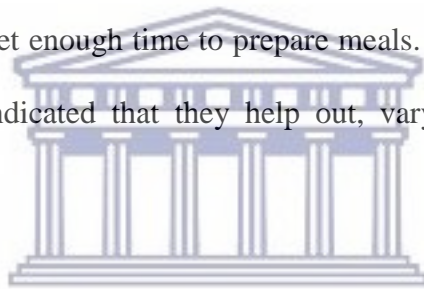 et enough time to prepare meals.
ndicated that they help out, vary